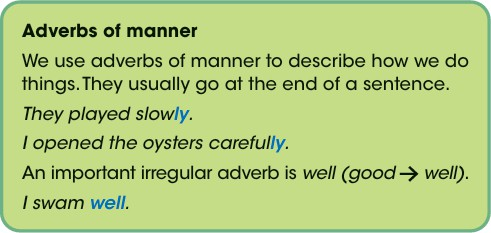 Adverbs of manner
We use adverbs of manner to describe how we do
things. They usually go at the end of a sentence.
They played slowly.
I opened the oysters carefully.
An important irregular adverb is well (good → well).
I swam well.